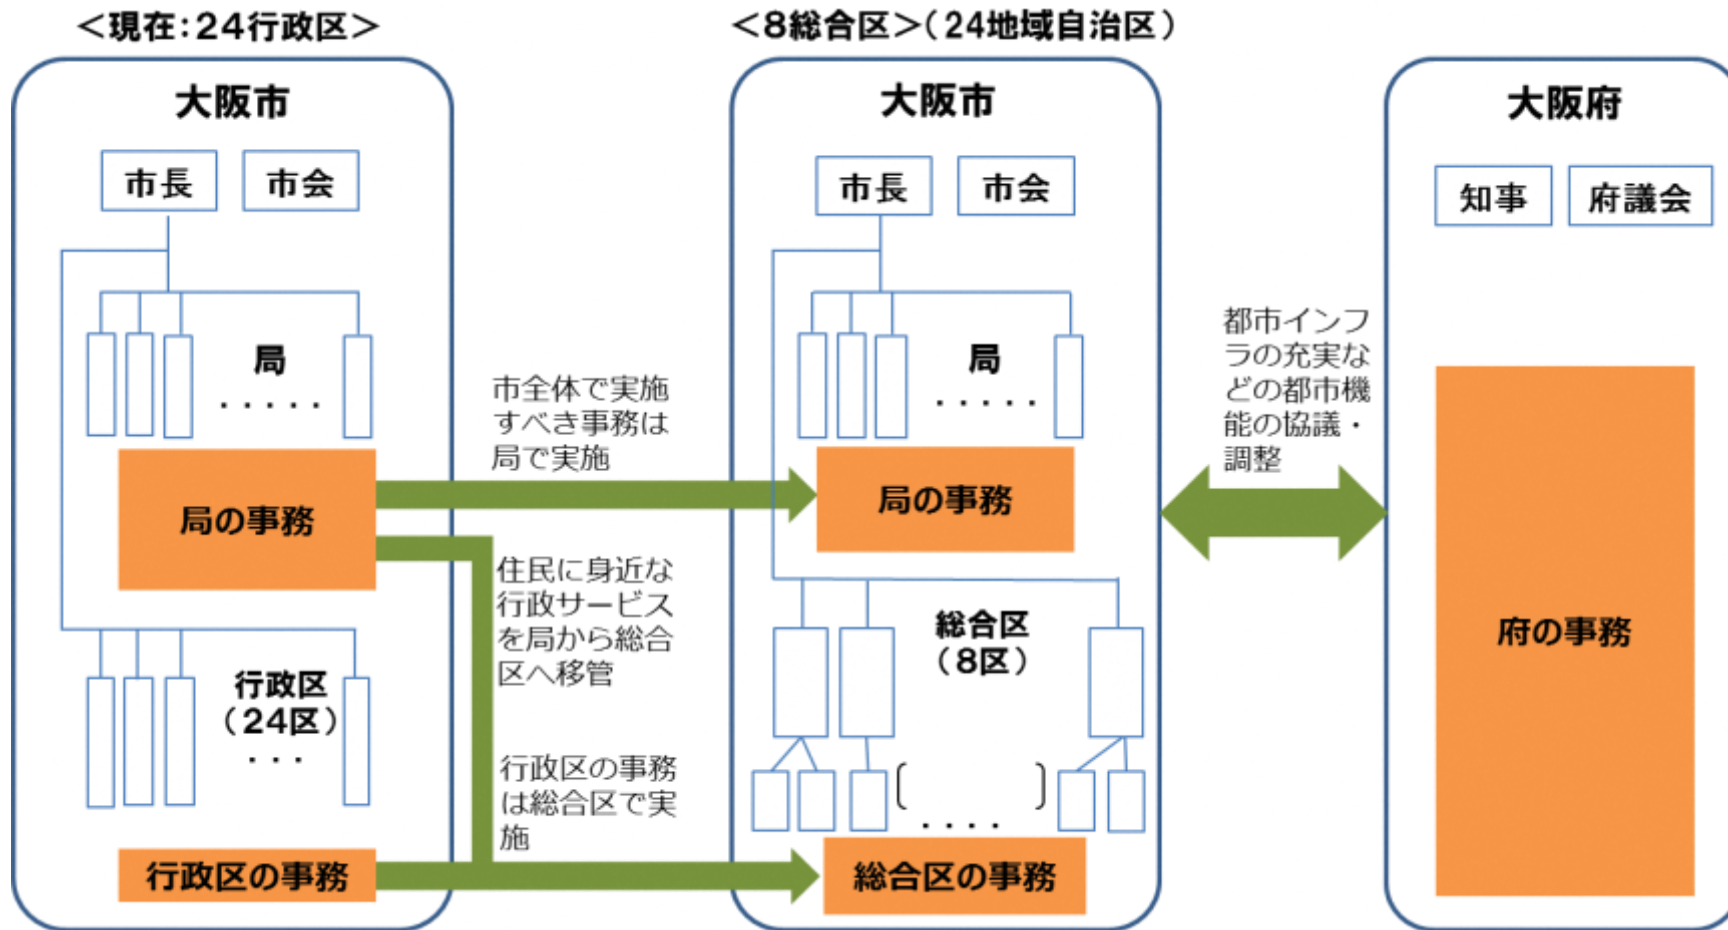 ＜現在：24行政区＞
＜8総合区＞（24地域自治区）
大阪市
市長
市会
局
・・・・・
局の事務
行政区
（24区）
・・・
行政区の事務
市全体で実施
すべき事務は
局で実施
住民に身近な
行政サービス
を局から総合
区へ移管
行政区の事務
は総合区で実
施
大阪市
市長
市会
局
・・・・・
局の事務
総合区
（8区）
〔　　　〕
・・・・
総合区の事務
都市インフ
ラの充実な
どの都市機
能の協議・
調整
大阪府
知事
府議会
府の事務